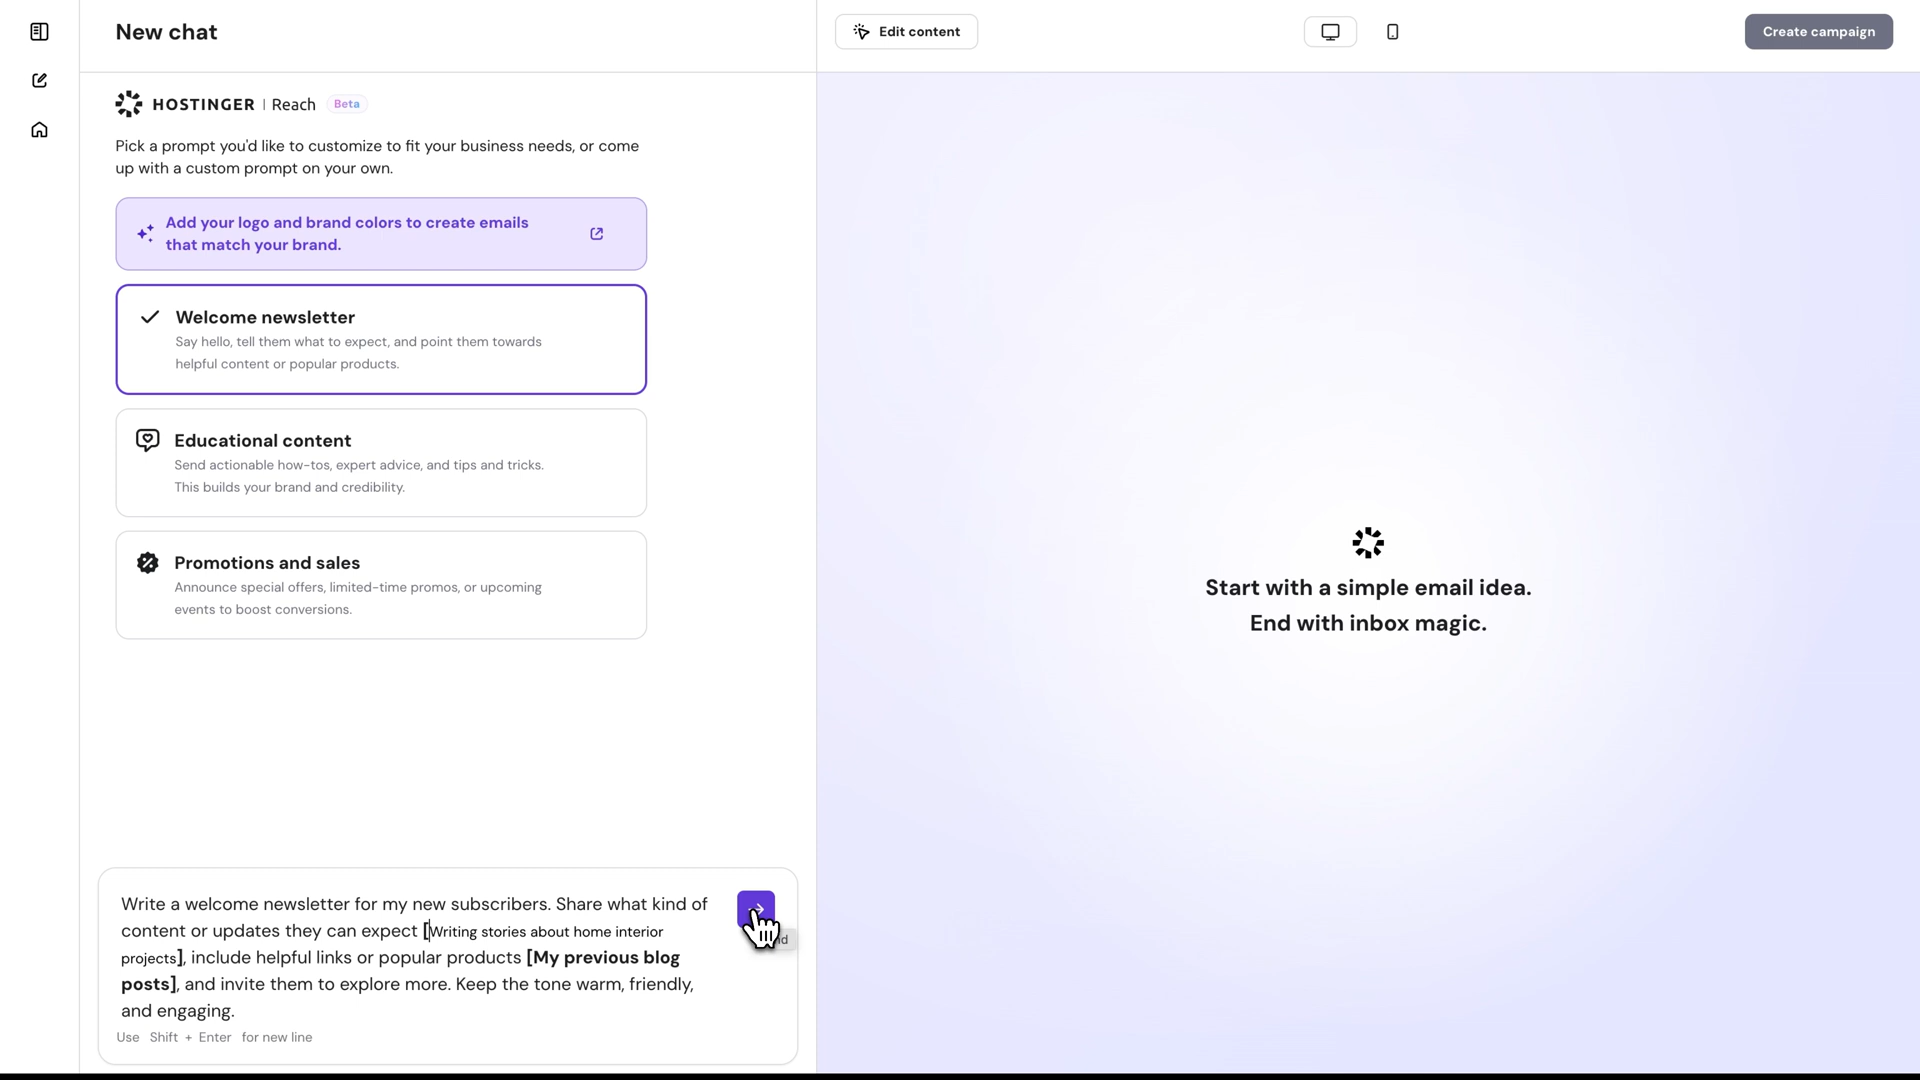 New chat
Edit content
Create campaign
HOSTINGER | Reach Beta
Pick a prompt you'd like to customize to fit your business needs, or come
up with a custom prompt on your own.
Add your logo and brand colors to create emails
that match your brand.
Welcome newsletter
Say hello, tell them what to expect, and point them towards
helpful content or popular products.
Educational content
Send actionable how-tos, expert advice, and tips and tricks.
This builds your brand and credibility.
Promotions and sales
Announce special offers, limited-time promos, or upcoming
events to boost conversions.
Start with a simple email idea.
End with inbox magic.
Write a welcome newsletter for my new subscribers. Share what kind of
content or updates they can expect [Writing stories about home interior
projects], include helpful links or popular products [My previous blog
posts], and invite them to explore more. Keep the tone warm, friendly,
and engaging.
Use Shift + Enter for new line